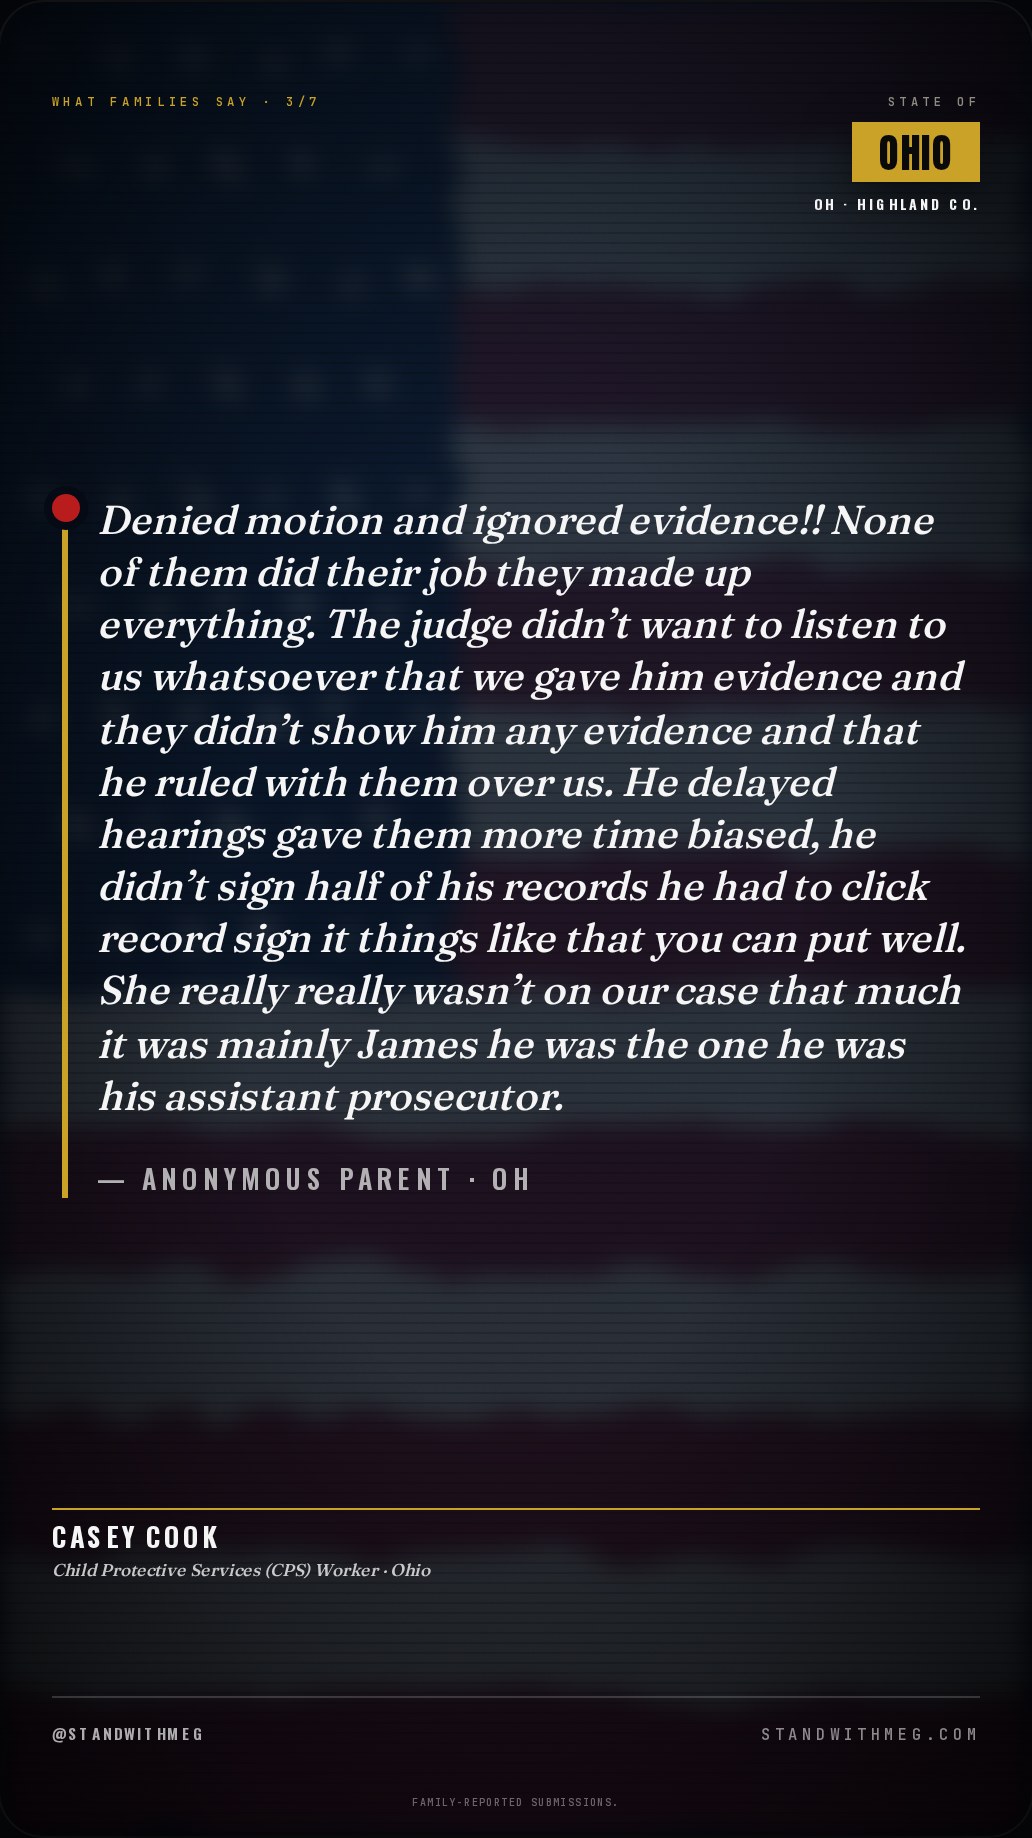 WHAT FAMILIES SAY · 3/7
STATE OF
OHIO
OH · HIGHLAND CO.
Denied motion and ignored evidence!! None
of them did their job they made up
everything. The judge didn’t want to listen to
us whatsoever that we gave him evidence and
they didn’t show him any evidence and that
he ruled with them over us. He delayed
hearings gave them more time biased, he
didn’t sign half of his records he had to click
record sign it things like that you can put well.
She really really wasn’t on our case that much
it was mainly James he was the one he was
his assistant prosecutor.
— ANONYMOUS PARENT · OH
CASEY COOK
Child Protective Services (CPS) Worker · Ohio
@STANDWITHMEG
STANDWITHMEG.COM
FAMILY-REPORTED SUBMISSIONS.